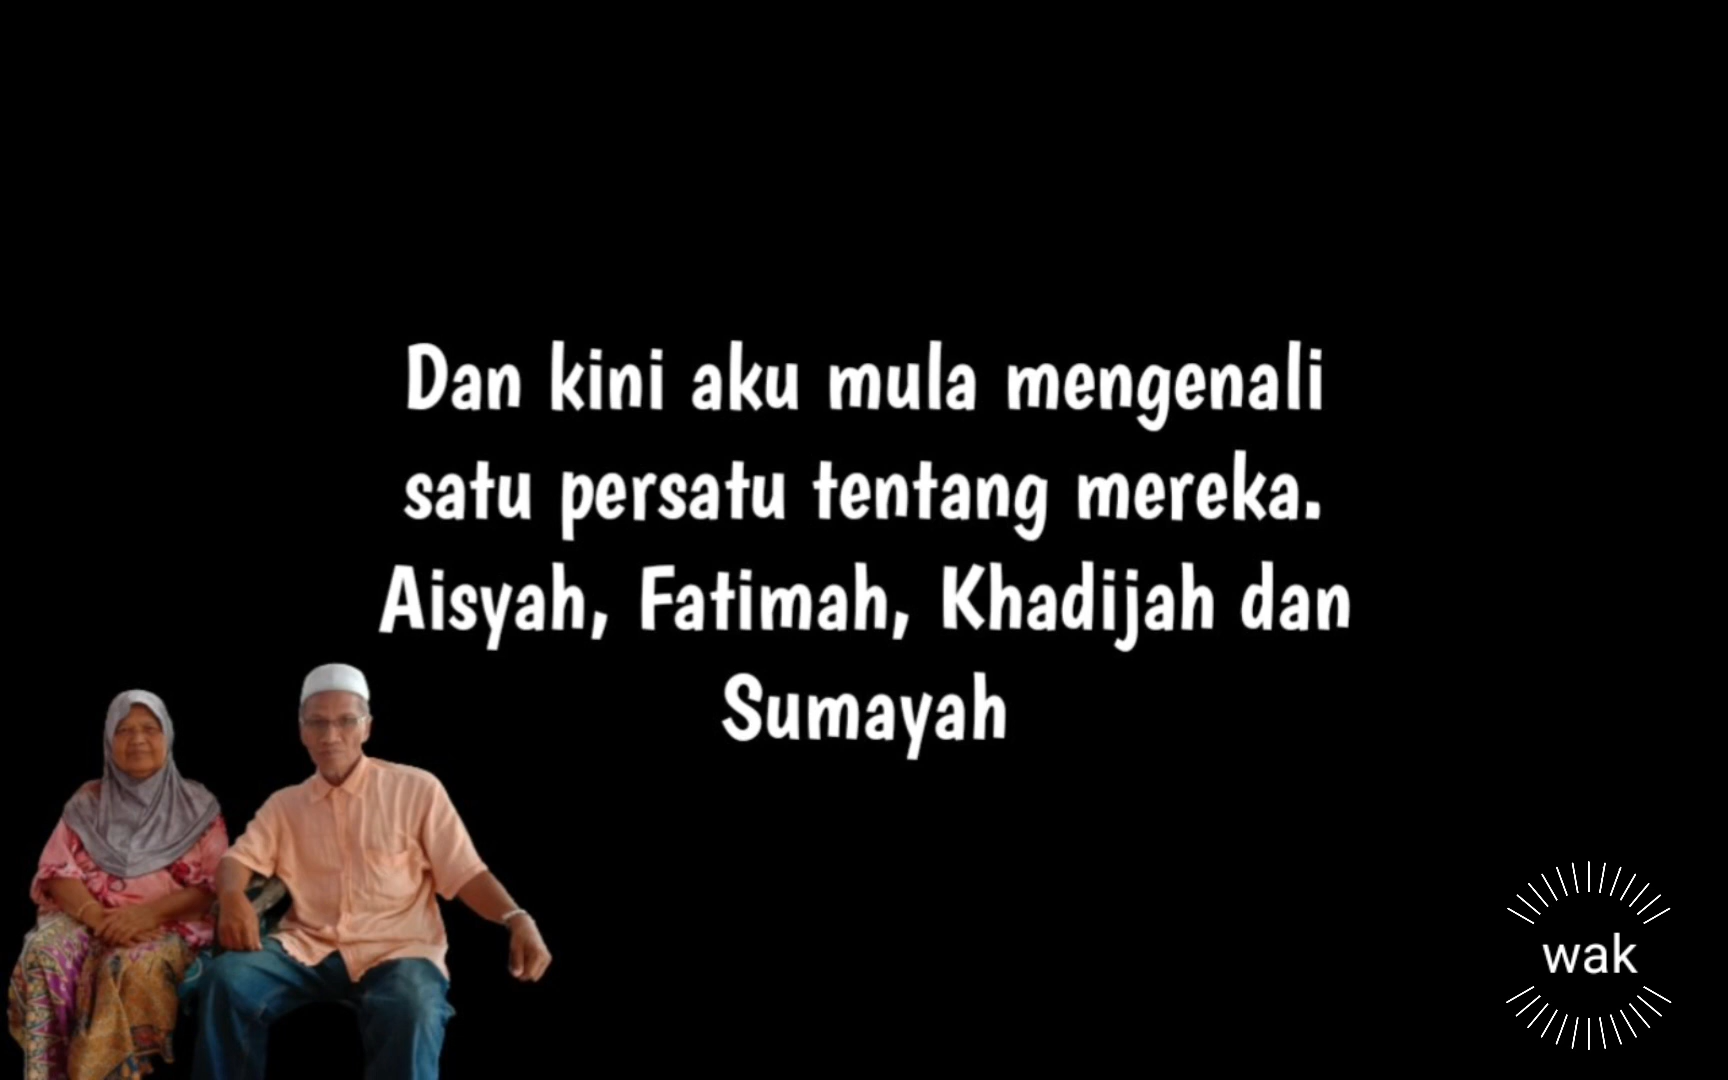 Dan kini aku mula mengenali
satu persatu tentang mereka.
Aisyah, Fatimah, Khadijah dan
Sumayah
wak